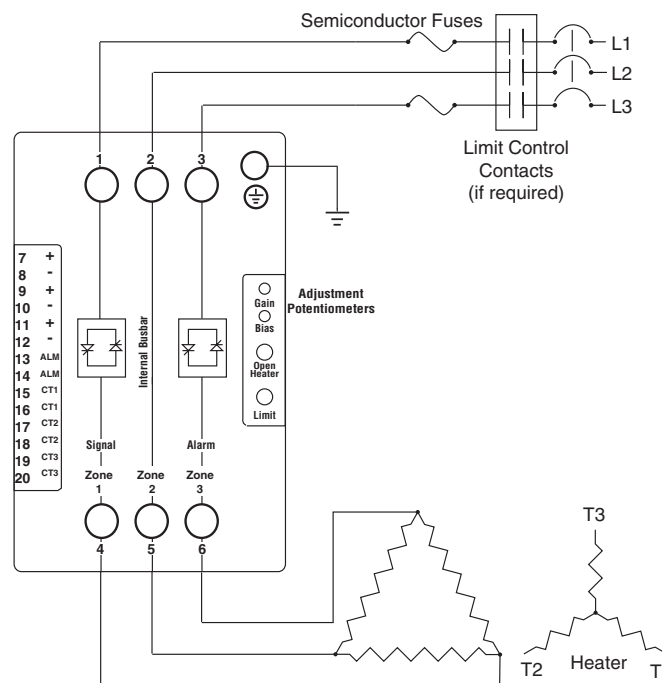 Semiconductor Fuses
L1
L2
L3
Limit Control
Contacts
(if required)
1 2 3
7 +
8 -
9 +
10 -
11 +
12 -
13 ALM
14 ALM
15 CT1
16 CT1
17 CT2
18 CT2
19 CT3
20 CT3
Internal Busbar
Gain
Bias
Open
Heater
Limit
Adjustment
Potentiometers
Signal Alarm
Zone Zone Zone
1 2 3
4 5 6
T3
T2 Heater T